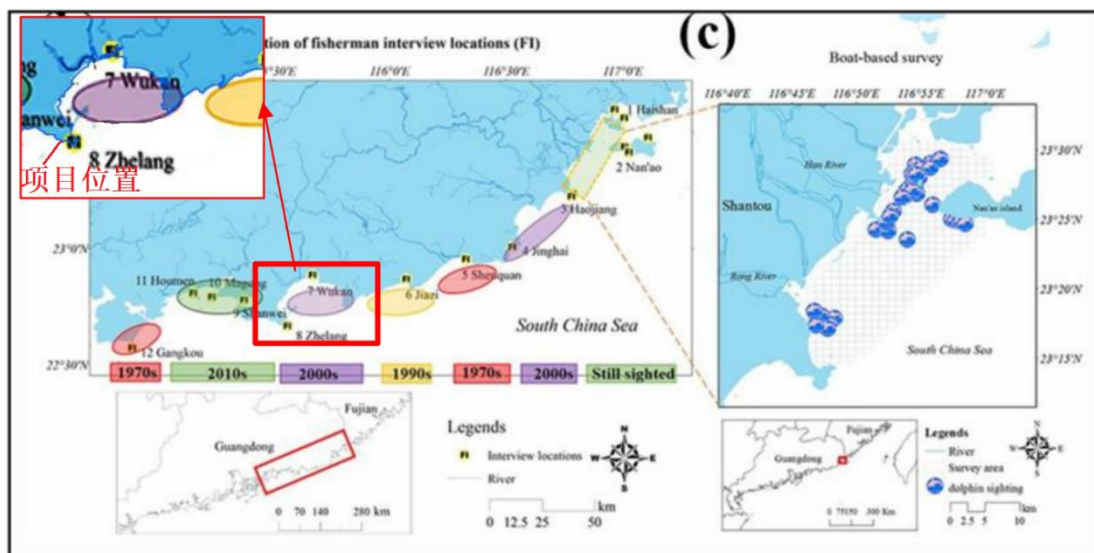 7 Wukan
anwei
8 Zhelang
项目位置
tion of fisherman interview locations (FI)
°30'E
116°0'E
116°30'E
117°0'E
23°0'N
22°30'N
FI
1 Haishan
2 Nan'ao
3 Haojiang
4 Jinghai
5 Shenquan
6 Jiazi
7 Wukan
8 Zhelang
9 Shanwei
10 Magong
11 Houmen
12 Gangkou
South China Sea
1970s
2010s
2000s
1990s
1970s
2000s
Still sighted
Guangdong
Fujian
0 70 140 280 km
Legends
FI Interview locations
River
N
W E
S
km
0 12.5 25 50
(c)
Boat-based survey
116°40'E
116°45'E
116°50'E
116°55'E
117°0'E
23°30'N
23°25'N
23°20'N
23°15'N
Han River
Shantou
Nan'ao island
Rong River
South China Sea
Guangdong
Fujian
0 75150 300 Km
Legends
River
Survey area
dolphin sighting
N
W E
S
km
0 2.5 5 10